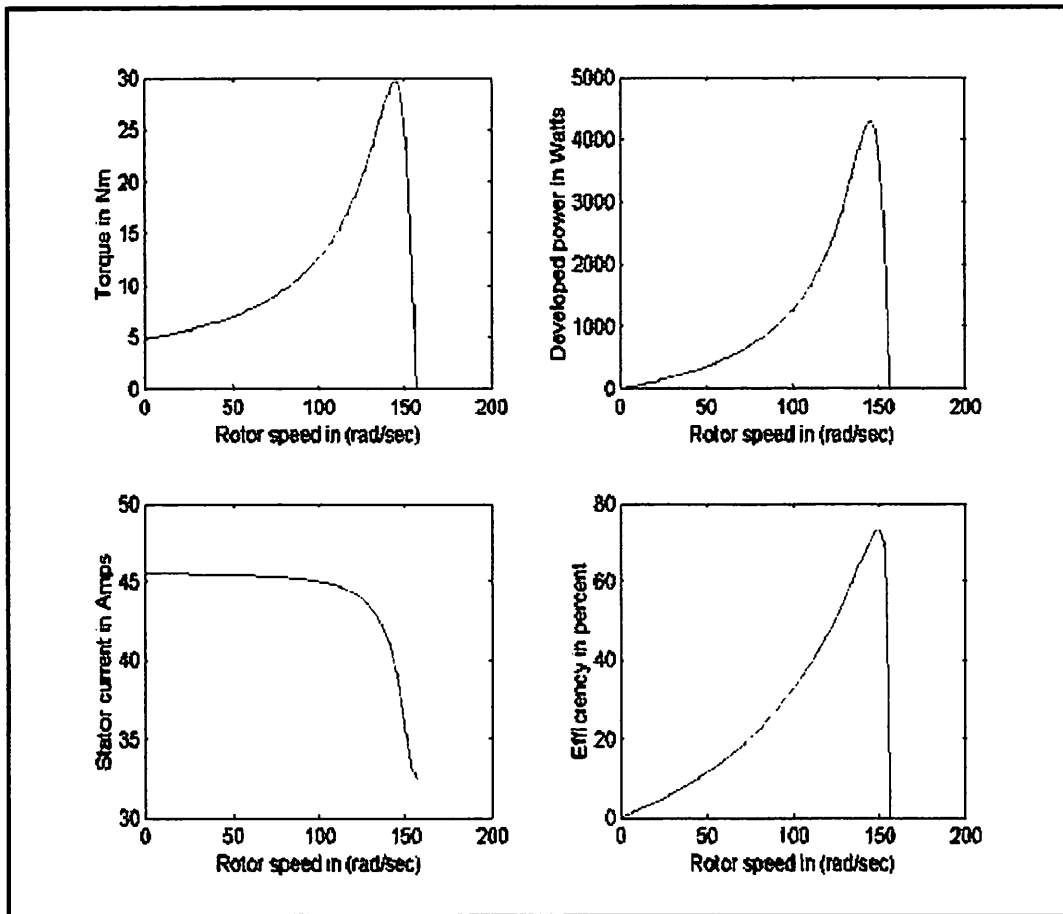 Torque in Nm
30
25
20
15
10
5
0
0 50 100 150 200
Rotor speed in (rad/sec)
Developed power in Watts
5000
4000
3000
2000
1000
0
0 50 100 150 200
Rotor speed in (rad/sec)
Stator current in Amps
50
45
40
35
30
0 50 100 150 200
Rotor speed in (rad/sec)
Efficiency in percent
80
60
40
20
0
0 50 100 150 200
Rotor speed in (rad/sec)